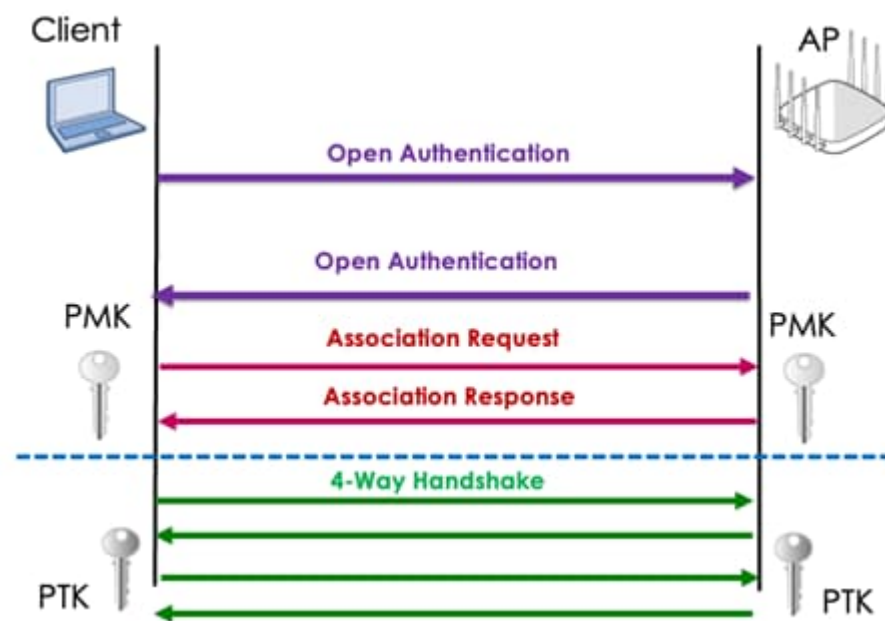 Client
AP
Open Authentication
Open Authentication
PMK
PMK
Association Request
Association Response
4-Way Handshake
PTK
PTK